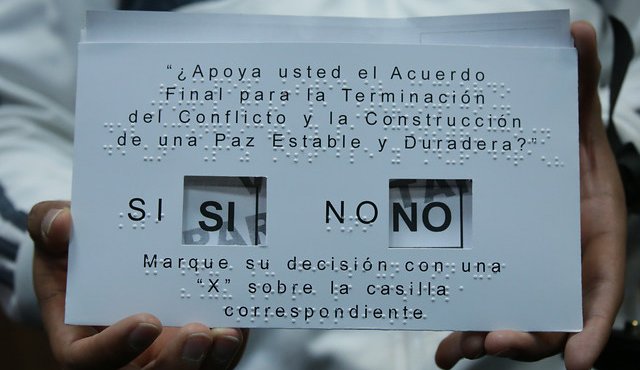 “¿Apoya usted el Acuerdo
Final para la Terminación
del Conflicto y la Construcción
de una Paz Estable y Duradera?”
SI SI NO NO
Marque su decisión con una
“X” sobre la casilla
correspondiente